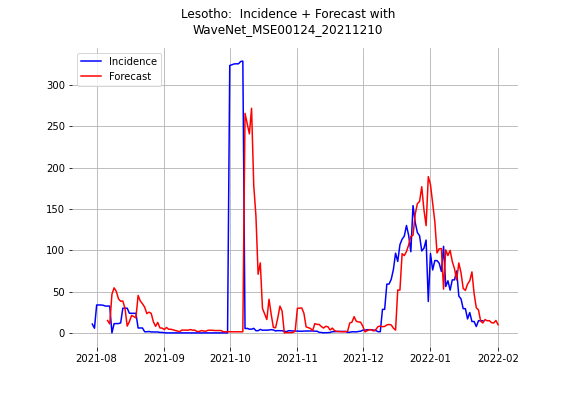 Lesotho:  Incidence + Forecast with
WaveNet_MSE00124_20211210
Incidence
Forecast
300
250
200
150
100
50
0
2021-08 2021-09 2021-10 2021-11 2021-12 2022-01 2022-02